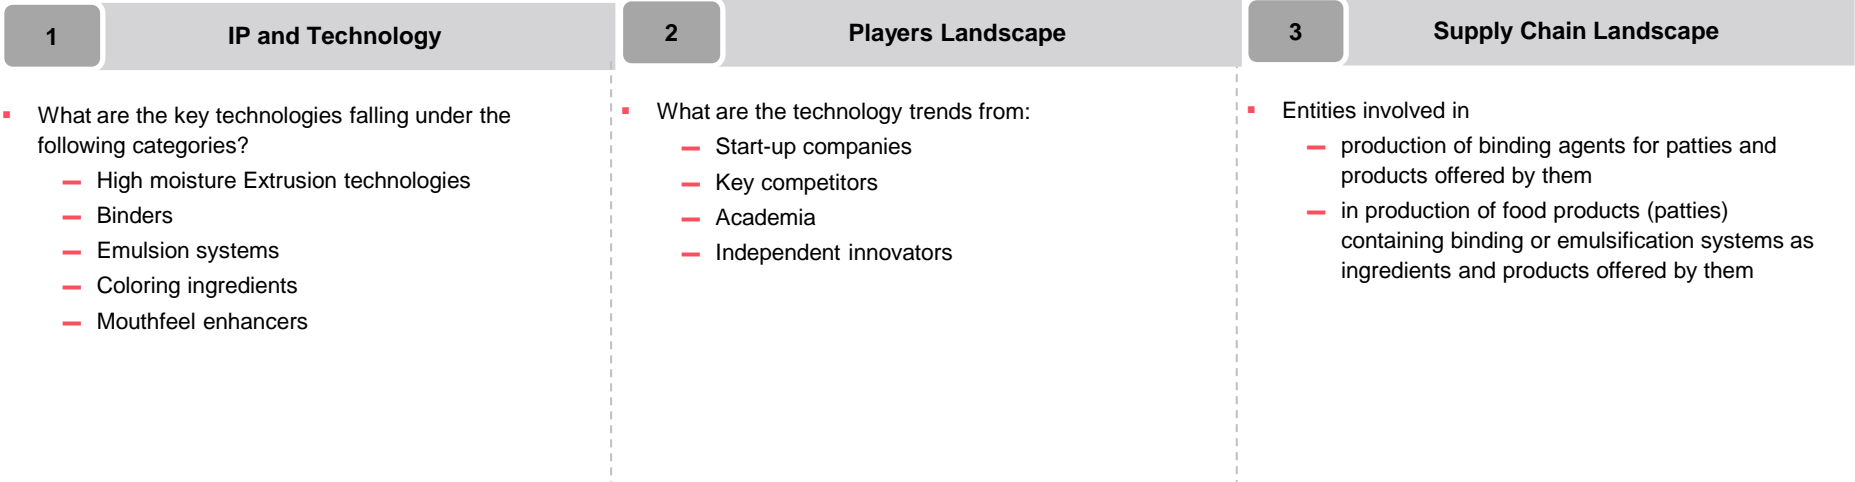 1
IP and Technology
What are the key technologies falling under the
following categories?
High moisture Extrusion technologies
Binders
Emulsion systems
Coloring ingredients
Mouthfeel enhancers
2
Players Landscape
What are the technology trends from:
Start-up companies
Key competitors
Academia
Independent innovators
3
Supply Chain Landscape
Entities involved in
production of binding agents for patties and
products offered by them
in production of food products (patties)
containing binding or emulsification systems as
ingredients and products offered by them